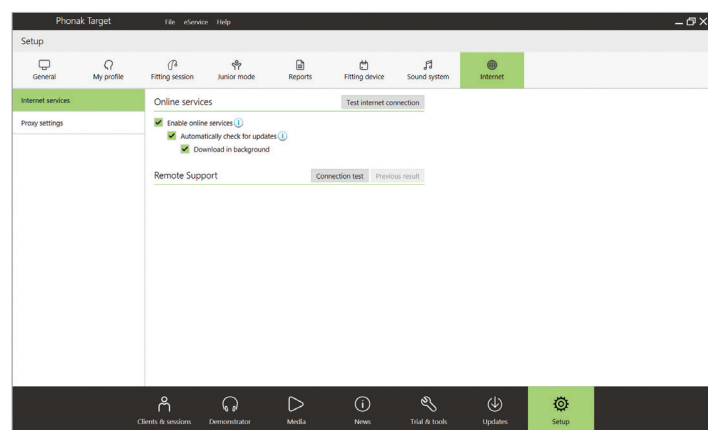 Phonak Target File eService Help
Setup
General My profile Fitting session Junior mode Reports Fitting device Sound system Internet
Internet services
Proxy settings
Online services Test internet connection
Enable online services
Automatically check for updates
Download in background
Remote Support Connection test Previous result
Clients & sessions Demonstrator Media News Trial & tools Updates Setup